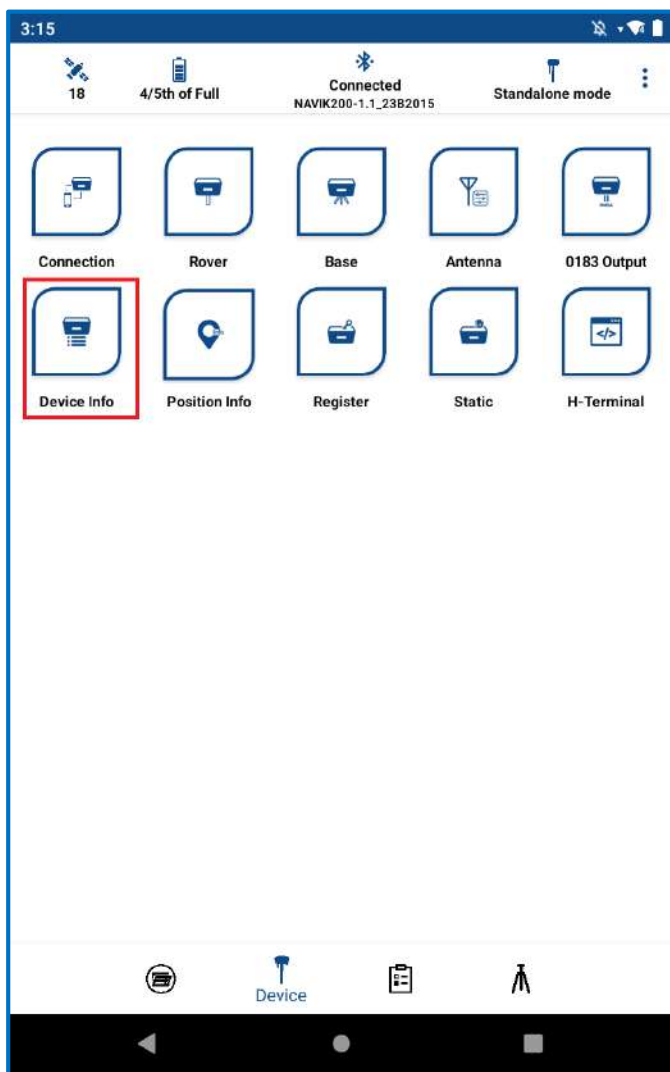 3:15
18
4/5th of Full
Connected
NAVIK200-1.1_23B2015
Standalone mode
Connection
Rover
Base
Antenna
0183 Output
Device Info
Position Info
Register
Static
H-Terminal
Device